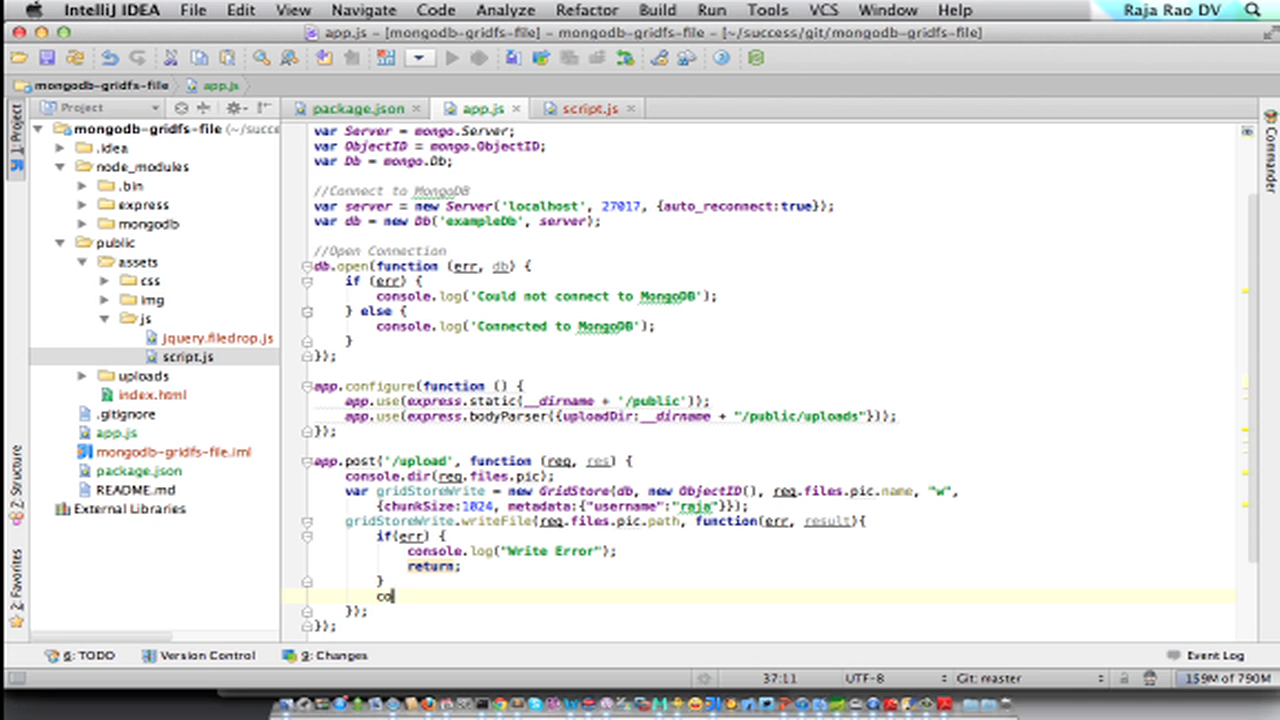 IntelliJ IDEA File Edit View Navigate Code Analyze Refactor Build Run Tools VCS Window Help Raja Rao DV
app.js - [mongodb-gridfs-file] - mongodb-gridfs-file - [~/success/git/mongodb-gridfs-file]
mongodb-gridfs-file app.js
Project package.json app.js script.js
1: Project
Commander
2: Structure
2: Favorites
mongodb-gridfs-file (~/succe
.idea
node_modules
.bin
express
mongodb
public
assets
css
img
js
jquery.filedrop.js
script.js
uploads
index.html
.gitignore
app.js
mongodb-gridfs-file.iml
package.json
README.md
External Libraries
var Server = mongo.Server;
var ObjectID = mongo.ObjectID;
var Db = mongo.Db;
//Connect to MongoDB
var server = new Server('localhost', 27017, {auto_reconnect:true});
var db = new Db('exampleDb', server);
//Open Connection
db.open(function (err, db) {
if (err) {
console.log('Could not connect to MongoDB');
} else {
console.log('Connected to MongoDB');
}
});
app.configure(function () {
app.use(express.static(__dirname + '/public'));
app.use(express.bodyParser({uploadDir:__dirname + "/public/uploads"}));
});
app.post('/upload', function (req, res) {
console.dir(req.files.pic);
var gridStoreWrite = new GridStore(db, new ObjectID(), req.files.pic.name, "w",
{chunkSize:1024, metadata:{"username":"raja"}});
gridStoreWrite.writeFile(req.files.pic.path, function(err, result){
if(err) {
console.log("Write Error");
return;
}
co
});
});
6: TODO Version Control 9: Changes Event Log
37:11 UTF-8 Git: master 159M of 790M